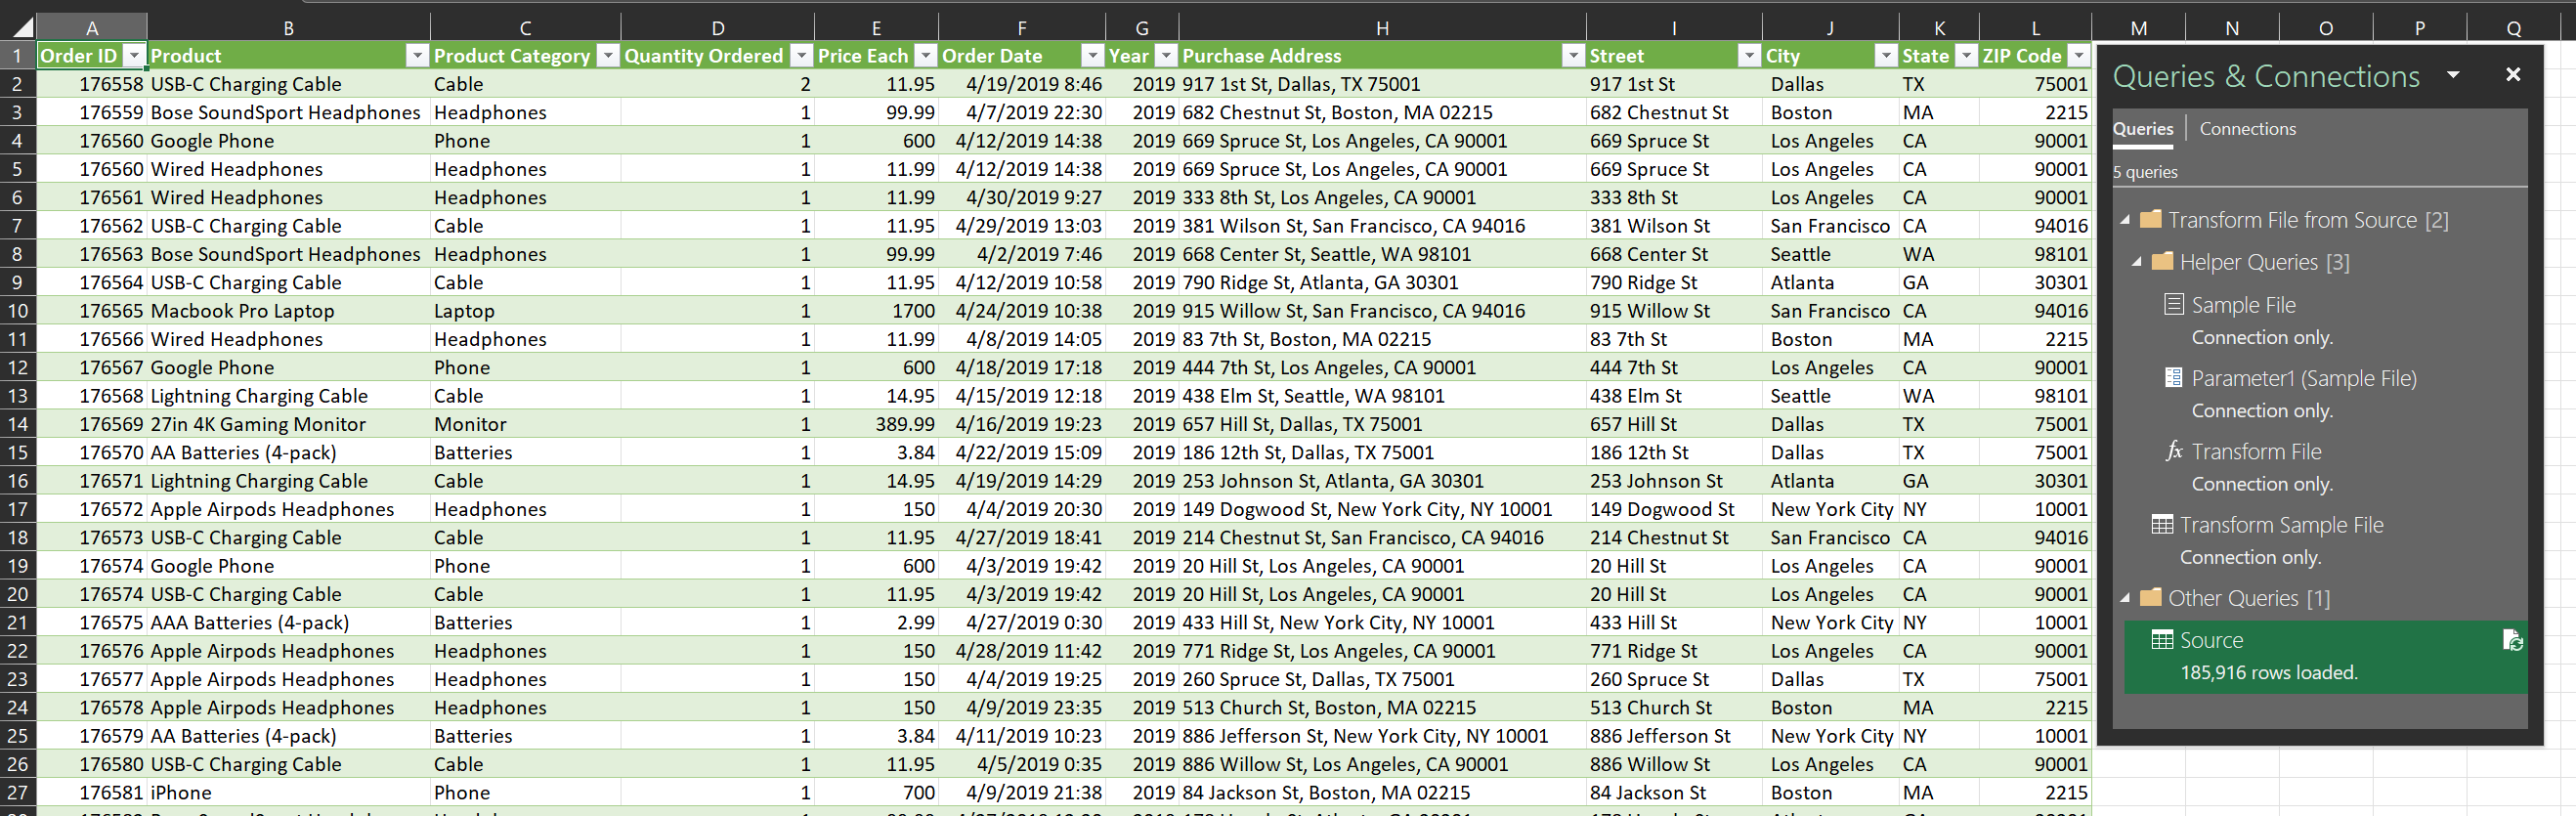 A B C D E F G H I J K L M N O P Q
1 Order ID Product Product Category Quantity Ordered Price Each Order Date Year Purchase Address Street City State ZIP Code
2 176558 USB-C Charging Cable Cable 2 11.95 4/19/2019 8:46 2019 917 1st St, Dallas, TX 75001 917 1st St Dallas TX 75001
3 176559 Bose SoundSport Headphones Headphones 1 99.99 4/7/2019 22:30 2019 682 Chestnut St, Boston, MA 02215 682 Chestnut St Boston MA 2215
4 176560 Google Phone Phone 1 600 4/12/2019 14:38 2019 669 Spruce St, Los Angeles, CA 90001 669 Spruce St Los Angeles CA 90001
5 176560 Wired Headphones Headphones 1 11.99 4/12/2019 14:38 2019 669 Spruce St, Los Angeles, CA 90001 669 Spruce St Los Angeles CA 90001
6 176561 Wired Headphones Headphones 1 11.99 4/30/2019 9:27 2019 333 8th St, Los Angeles, CA 90001 333 8th St Los Angeles CA 90001
7 176562 USB-C Charging Cable Cable 1 11.95 4/29/2019 13:03 2019 381 Wilson St, San Francisco, CA 94016 381 Wilson St San Francisco CA 94016
8 176563 Bose SoundSport Headphones Headphones 1 99.99 4/2/2019 7:46 2019 668 Center St, Seattle, WA 98101 668 Center St Seattle WA 98101
9 176564 USB-C Charging Cable Cable 1 11.95 4/12/2019 10:58 2019 790 Ridge St, Atlanta, GA 30301 790 Ridge St Atlanta GA 30301
10 176565 Macbook Pro Laptop Laptop 1 1700 4/24/2019 10:38 2019 915 Willow St, San Francisco, CA 94016 915 Willow St San Francisco CA 94016
11 176566 Wired Headphones Headphones 1 11.99 4/8/2019 14:05 2019 83 7th St, Boston, MA 02215 83 7th St Boston MA 2215
12 176567 Google Phone Phone 1 600 4/18/2019 17:18 2019 444 7th St, Los Angeles, CA 90001 444 7th St Los Angeles CA 90001
13 176568 Lightning Charging Cable Cable 1 14.95 4/15/2019 12:18 2019 438 Elm St, Seattle, WA 98101 438 Elm St Seattle WA 98101
14 176569 27in 4K Gaming Monitor Monitor 1 389.99 4/16/2019 19:23 2019 657 Hill St, Dallas, TX 75001 657 Hill St Dallas TX 75001
15 176570 AA Batteries (4-pack) Batteries 1 3.84 4/22/2019 15:09 2019 186 12th St, Dallas, TX 75001 186 12th St Dallas TX 75001
16 176571 Lightning Charging Cable Cable 1 14.95 4/19/2019 14:29 2019 253 Johnson St, Atlanta, GA 30301 253 Johnson St Atlanta GA 30301
17 176572 Apple Airpods Headphones Headphones 1 150 4/4/2019 20:30 2019 149 Dogwood St, New York City, NY 10001 149 Dogwood St New York City NY 10001
18 176573 USB-C Charging Cable Cable 1 11.95 4/27/2019 18:41 2019 214 Chestnut St, San Francisco, CA 94016 214 Chestnut St San Francisco CA 94016
19 176574 Google Phone Phone 1 600 4/3/2019 19:42 2019 20 Hill St, Los Angeles, CA 90001 20 Hill St Los Angeles CA 90001
20 176574 USB-C Charging Cable Cable 1 11.95 4/3/2019 19:42 2019 20 Hill St, Los Angeles, CA 90001 20 Hill St Los Angeles CA 90001
21 176575 AAA Batteries (4-pack) Batteries 1 2.99 4/27/2019 0:30 2019 433 Hill St, New York City, NY 10001 433 Hill St New York City NY 10001
22 176576 Apple Airpods Headphones Headphones 1 150 4/28/2019 11:42 2019 771 Ridge St, Los Angeles, CA 90001 771 Ridge St Los Angeles CA 90001
23 176577 Apple Airpods Headphones Headphones 1 150 4/4/2019 19:25 2019 260 Spruce St, Dallas, TX 75001 260 Spruce St Dallas TX 75001
24 176578 Apple Airpods Headphones Headphones 1 150 4/9/2019 23:35 2019 513 Church St, Boston, MA 02215 513 Church St Boston MA 2215
25 176579 AA Batteries (4-pack) Batteries 1 3.84 4/11/2019 10:23 2019 886 Jefferson St, New York City, NY 10001 886 Jefferson St New York City NY 10001
26 176580 USB-C Charging Cable Cable 1 11.95 4/5/2019 0:35 2019 886 Willow St, Los Angeles, CA 90001 886 Willow St Los Angeles CA 90001
27 176581 iPhone Phone 1 700 4/9/2019 21:38 2019 84 Jackson St, Boston, MA 02215 84 Jackson St Boston MA 2215
Queries & Connections
Queries Connections
5 queries
Transform File from Source [2]
Helper Queries [3]
Sample File
Connection only.
Parameter1 (Sample File)
Connection only.
fx Transform File
Connection only.
Transform Sample File
Connection only.
Other Queries [1]
Source
185,916 rows loaded.